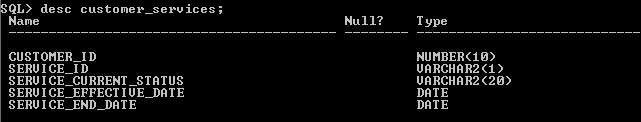 SQL> desc customer_services;
Name Null? Type
----------------------------------------- -------- ----------------------------
CUSTOMER_ID NUMBER(10)
SERVICE_ID VARCHAR2(1)
SERVICE_CURRENT_STATUS VARCHAR2(20)
SERVICE_EFFECTIVE_DATE DATE
SERVICE_END_DATE DATE